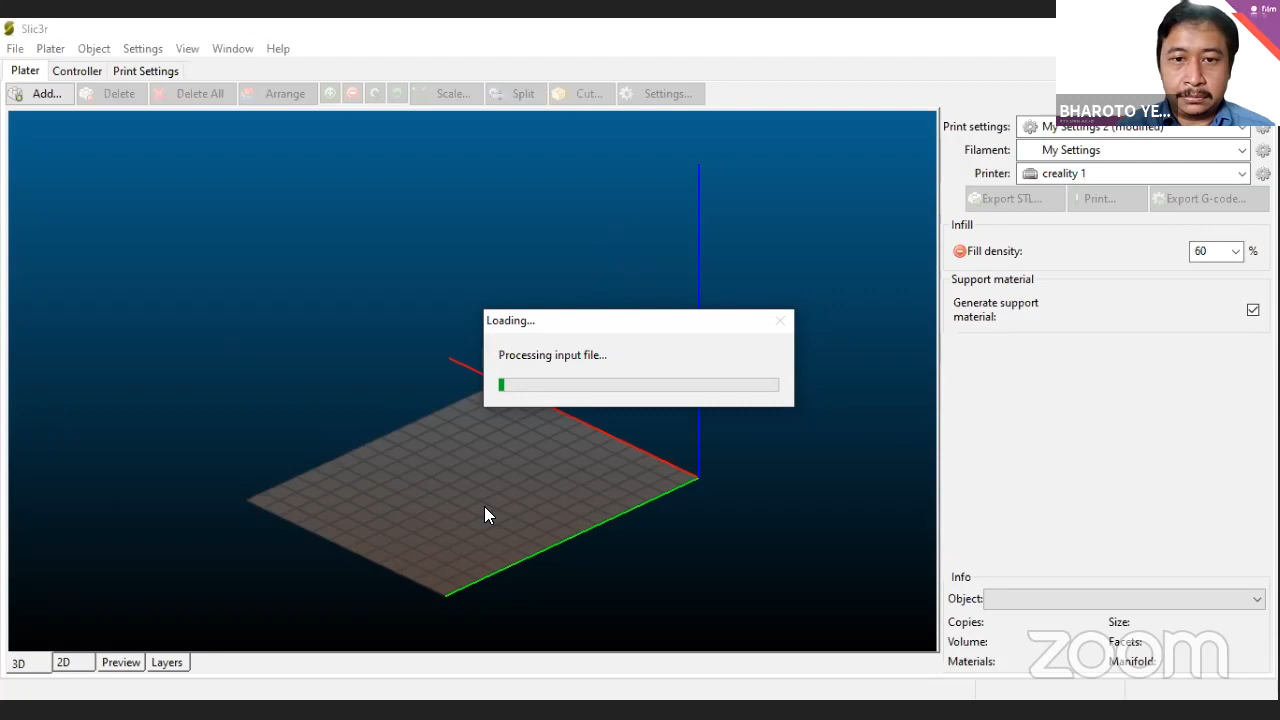 Slic3r
film
File Plater Object Settings View Window Help
Plater Controller Print Settings
Add... Delete Delete All Arrange Scale... Split Cut... Settings...
BHAROTO YE...
Print settings: My Settings 2 (modified)
Filament: My Settings
Printer: creality 1
Export STL... Print... Export G-code...
Infill
Fill density: 60 %
Support material
Generate support
material:
Loading...
Processing input file...
Info
Object:
Copies: Size:
Volume: Facets:
Materials: Manifold:
zoom
3D 2D Preview Layers